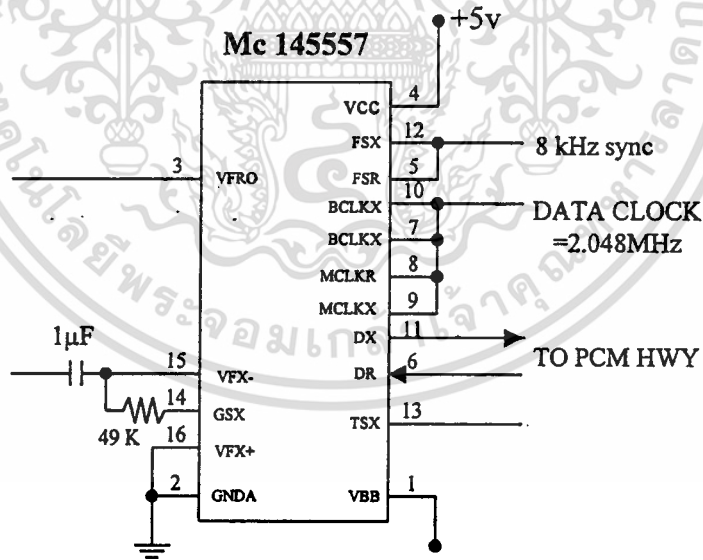 Mc 145557
+5v
VCC 4
FSX 12
8 kHz sync
FSR 5
3 VFRO
BCLKX 10
DATA CLOCK
=2.048MHz
BCLKX 7
MCLKR 8
MCLKX 9
DX 11
TO PCM HWY
DR 6
1µF
15 VFX-
14 GSX
TSX 13
49 K
16 VFX+
2 GNDA
VBB 1